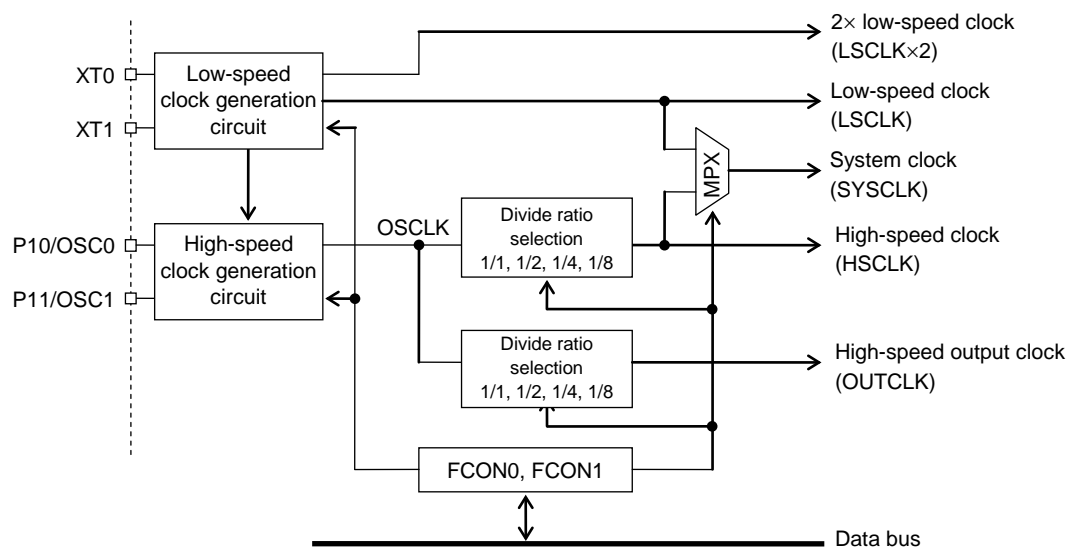 2× low-speed clock
(LSCLK×2)
XT0
Low-speed
clock generation
circuit
XT1
Low-speed clock
(LSCLK)
MPX
System clock
(SYSCLK)
P10/OSC0
High-speed
clock generation
circuit
P11/OSC1
OSCLK
Divide ratio
selection
1/1, 1/2, 1/4, 1/8
High-speed clock
(HSCLK)
Divide ratio
selection
1/1, 1/2, 1/4, 1/8
High-speed output clock
(OUTCLK)
FCON0, FCON1
Data bus